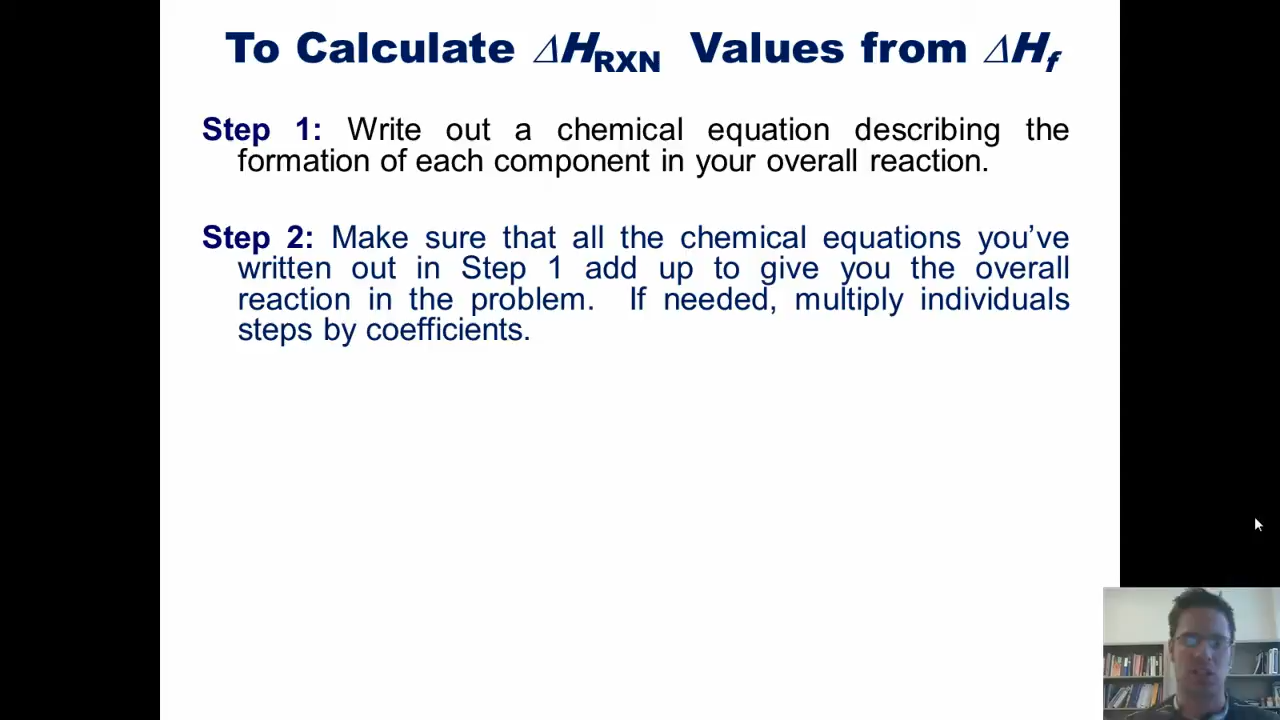 To Calculate ΔHRXN Values from ΔHf
Step 1: Write out a chemical equation describing the
formation of each component in your overall reaction.
Step 2: Make sure that all the chemical equations you’ve
written out in Step 1 add up to give you the overall
reaction in the problem. If needed, multiply individuals
steps by coefficients.